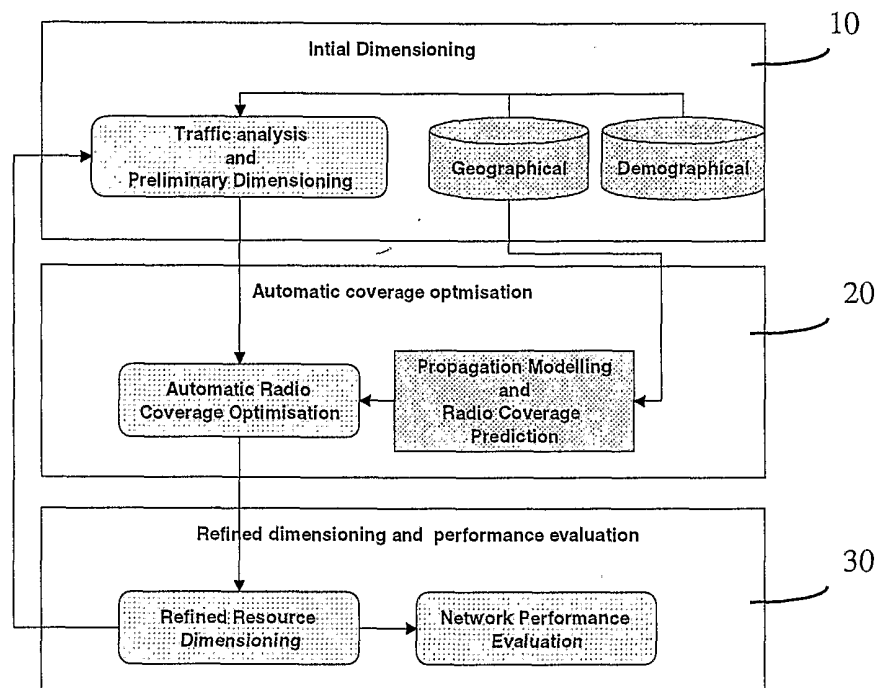 Intial Dimensioning
10
Traffic analysis
and
Preliminary Dimensioning
Geographical
Demographical
Automatic coverage optmisation
20
Automatic Radio
Coverage Optimisation
Propagation Modelling
and
Radio Coverage
Prediction
Refined dimensioning and performance evaluation
30
Refined Resource
Dimensioning
Network Performance
Evaluation